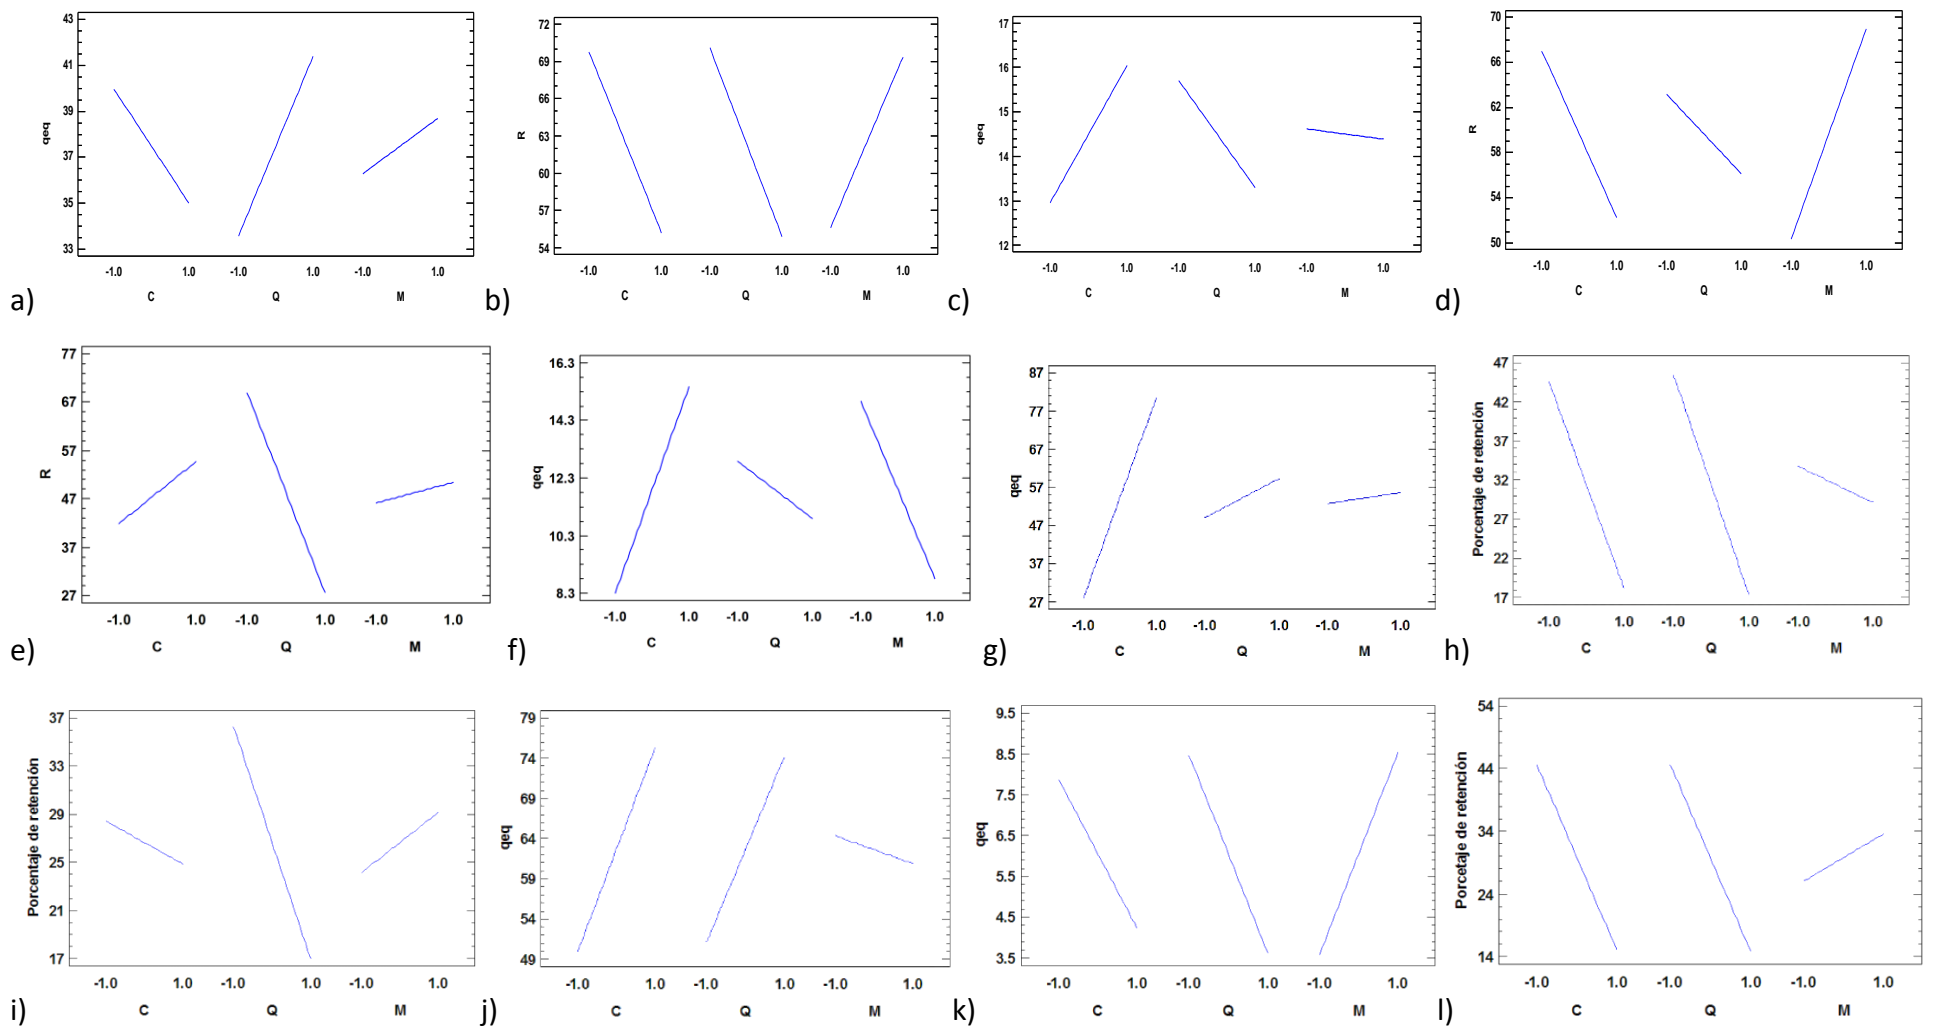 43
41
39
37
35
33
qeq
-1.0 1.0 -1.0 1.0 -1.0 1.0
C Q M
a)
72
69
66
63
60
57
54
R
-1.0 1.0 -1.0 1.0 -1.0 1.0
C Q M
b)
17
16
15
14
13
12
qeq
-1.0 1.0 -1.0 1.0 -1.0 1.0
C Q M
c)
70
66
62
58
54
50
R
-1.0 1.0 -1.0 1.0 -1.0 1.0
C Q M
d)
77
67
57
47
37
27
R
-1.0 1.0 -1.0 1.0 -1.0 1.0
C Q M
e)
16.3
14.3
12.3
10.3
8.3
qeq
-1.0 1.0 -1.0 1.0 -1.0 1.0
C Q M
f)
87
77
67
57
47
37
27
qeq
-1.0 1.0 -1.0 1.0 -1.0 1.0
C Q M
g)
47
42
37
32
27
22
17
Porcentaje de retención
-1.0 1.0 -1.0 1.0 -1.0 1.0
C Q M
h)
37
33
29
25
21
17
Porcentaje de retención
-1.0 1.0 -1.0 1.0 -1.0 1.0
C Q M
i)
79
74
69
64
59
54
49
qeq
-1.0 1.0 -1.0 1.0 -1.0 1.0
C Q M
j)
9.5
8.5
7.5
6.5
5.5
4.5
3.5
qeq
-1.0 1.0 -1.0 1.0 -1.0 1.0
C Q M
k)
54
44
34
24
14
Porcetaje de retención
-1.0 1.0 -1.0 1.0 -1.0 1.0
C Q M
l)